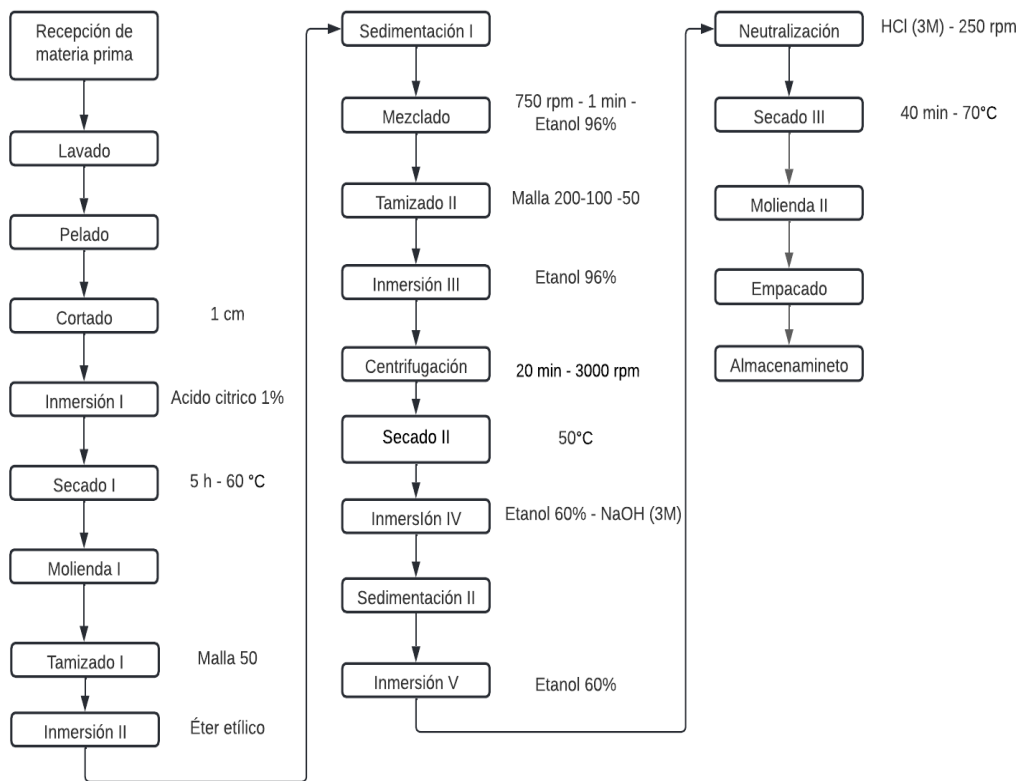 Recepción de
materia prima
Lavado
Pelado
Cortado
1 cm
Inmersión I
Acido citrico 1%
Secado I
5 h - 60 °C
Molienda I
Tamizado I
Malla 50
Inmersión II
Éter etílico
Sedimentación I
Mezclado
750 rpm - 1 min -
Etanol 96%
Tamizado II
Malla 200-100 -50
Inmersión III
Etanol 96%
Centrifugación
20 min - 3000 rpm
Secado II
50°C
InmersIón IV
Etanol 60% - NaOH (3M)
Sedimentación II
Inmersión V
Etanol 60%
Neutralización
HCl (3M) - 250 rpm
Secado III
40 min - 70°C
Molienda II
Empacado
Almacenamineto